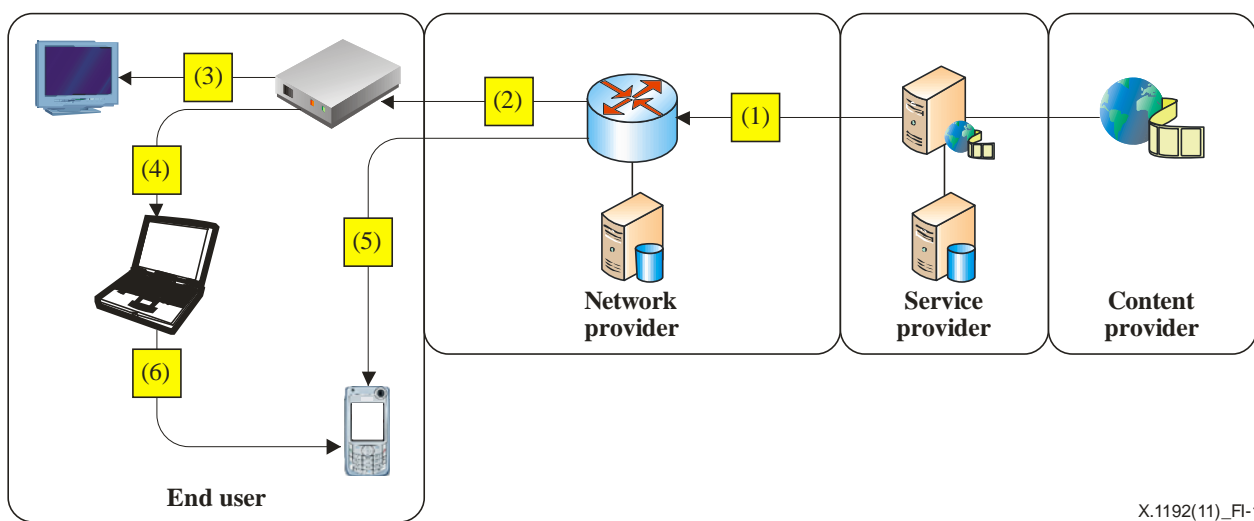 (3)
(2)
(1)
(4)
(5)
Network
provider
Service
provider
Content
provider
(6)
End user
X.1192(11)_FI-